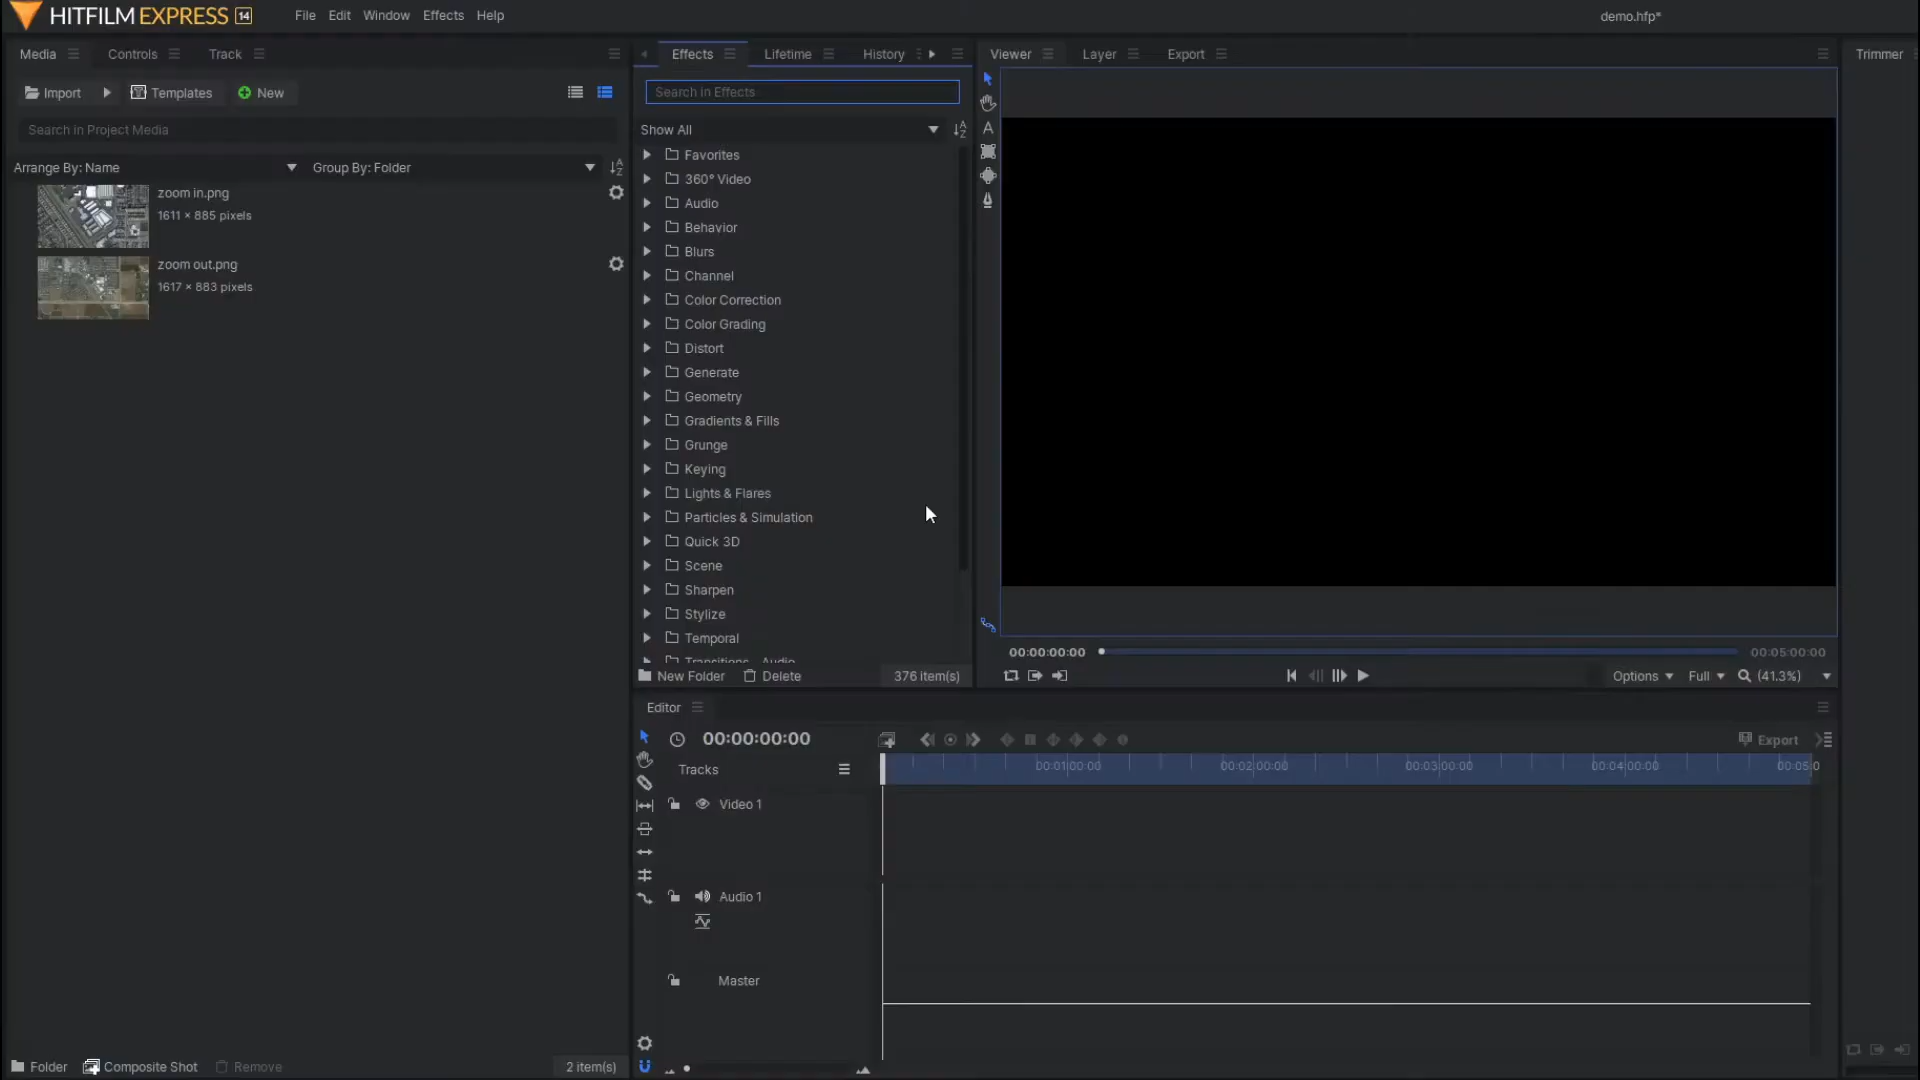 HITFILM EXPRESS 14
File Edit Window Effects Help
demo.hfp*
Media Controls Track
Effects Lifetime History
Viewer Layer Export
Trimmer
Import Templates New
Search in Effects
Search in Project Media
Show All
Arrange By: Name Group By: Folder
zoom in.png
1611 × 885 pixels
zoom out.png
1617 × 883 pixels
Favorites
360° Video
Audio
Behavior
Blurs
Channel
Color Correction
Color Grading
Distort
Generate
Geometry
Gradients & Fills
Grunge
Keying
Lights & Flares
Particles & Simulation
Quick 3D
Scene
Sharpen
Stylize
Temporal
Transitions - Audio
New Folder Delete 376 item(s)
A
00:00:00:00 00:05:00:00
Options Full (41.3%)
Editor
00:00:00:00
Export
Tracks
00:01:00:00 00:02:00:00 00:03:00:00 00:04:00:00 00:05:0
Video 1
Audio 1
Master
Folder Composite Shot Remove 2 item(s)